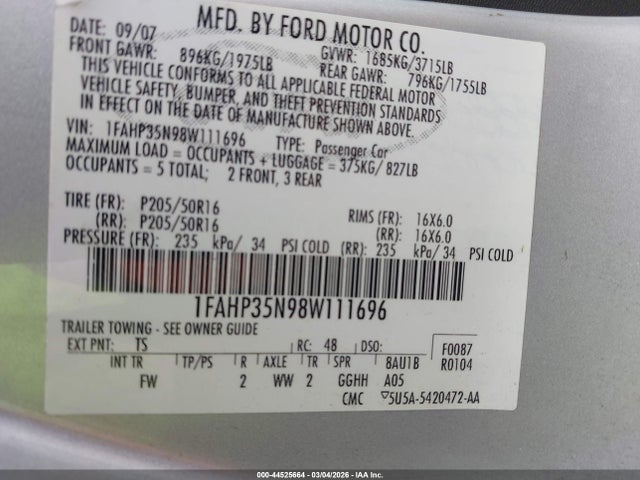 MFD. BY FORD MOTOR CO.
DATE: 09/07
GVWR: 1685KG/3715LB
FRONT GAWR: 896KG/1975LB
REAR GAWR: 796KG/1755LB
THIS VEHICLE CONFORMS TO ALL APPLICABLE FEDERAL MOTOR
VEHICLE SAFETY, BUMPER, AND THEFT PREVENTION STANDARDS
IN EFFECT ON THE DATE OF MANUFACTURE SHOWN ABOVE.
VIN: 1FAHP35N98W111696 TYPE: Passenger Car
MAXIMUM LOAD = OCCUPANTS + LUGGAGE = 375KG/ 827LB
OCCUPANTS = 5 TOTAL; 2 FRONT, 3 REAR
TIRE (FR): P205/50R16 RIMS (FR): 16X6.0
(RR): P205/50R16 (RR): 16X6.0
PRESSURE (FR): 235 kPa/ 34 PSI COLD (RR): 235 kPa/ 34 PSI COLD
1FAHP35N98W111696
TRAILER TOWING - SEE OWNER GUIDE
EXT PNT: TS RC: 48 DSO: F0087
INT TR TP/PS R AXLE TR SPR 8AU1B R0104
FW 2 WW 2 GGHH A05
CMC ▽5U5A-5420472-AA
000-44525664 | 03/04/2026 | IAA Inc.